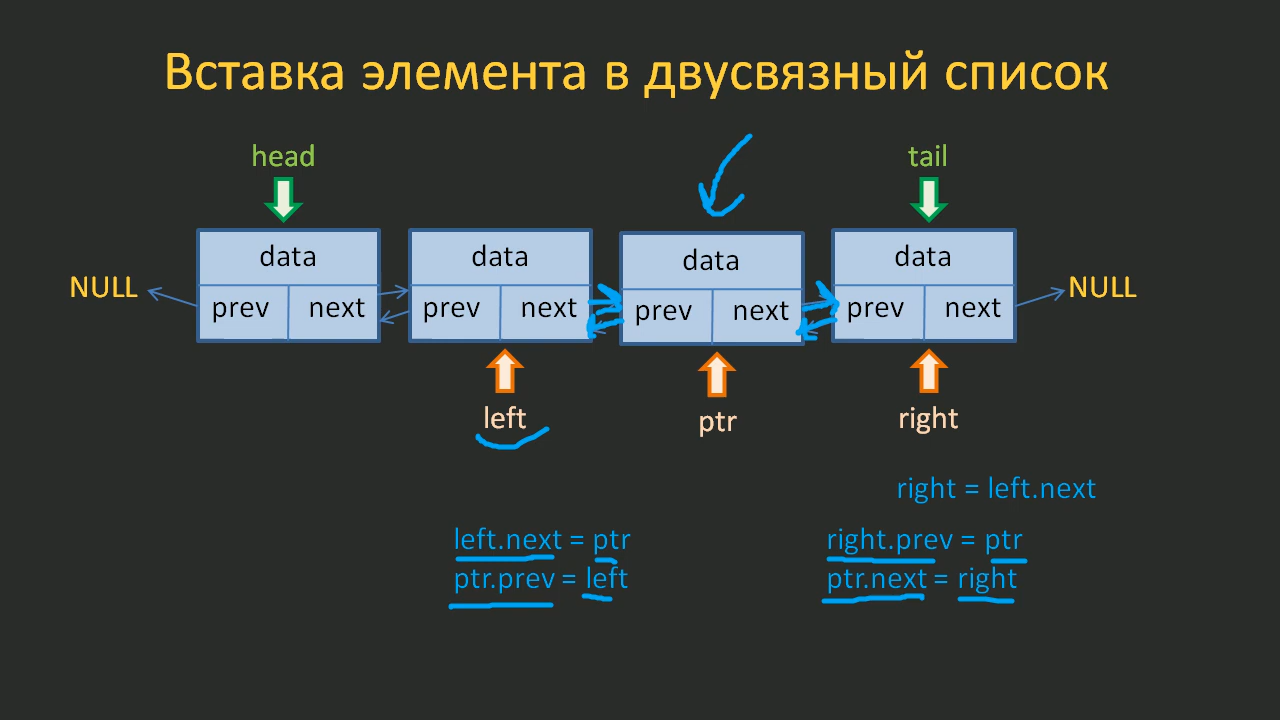 Вставка элемента в двусвязный список
head
tail
NULL
data
prev
next
data
prev
next
data
prev
next
data
prev
next
NULL
left
ptr
right
right = left.next
left.next = ptr
ptr.prev = left
right.prev = ptr
ptr.next = right